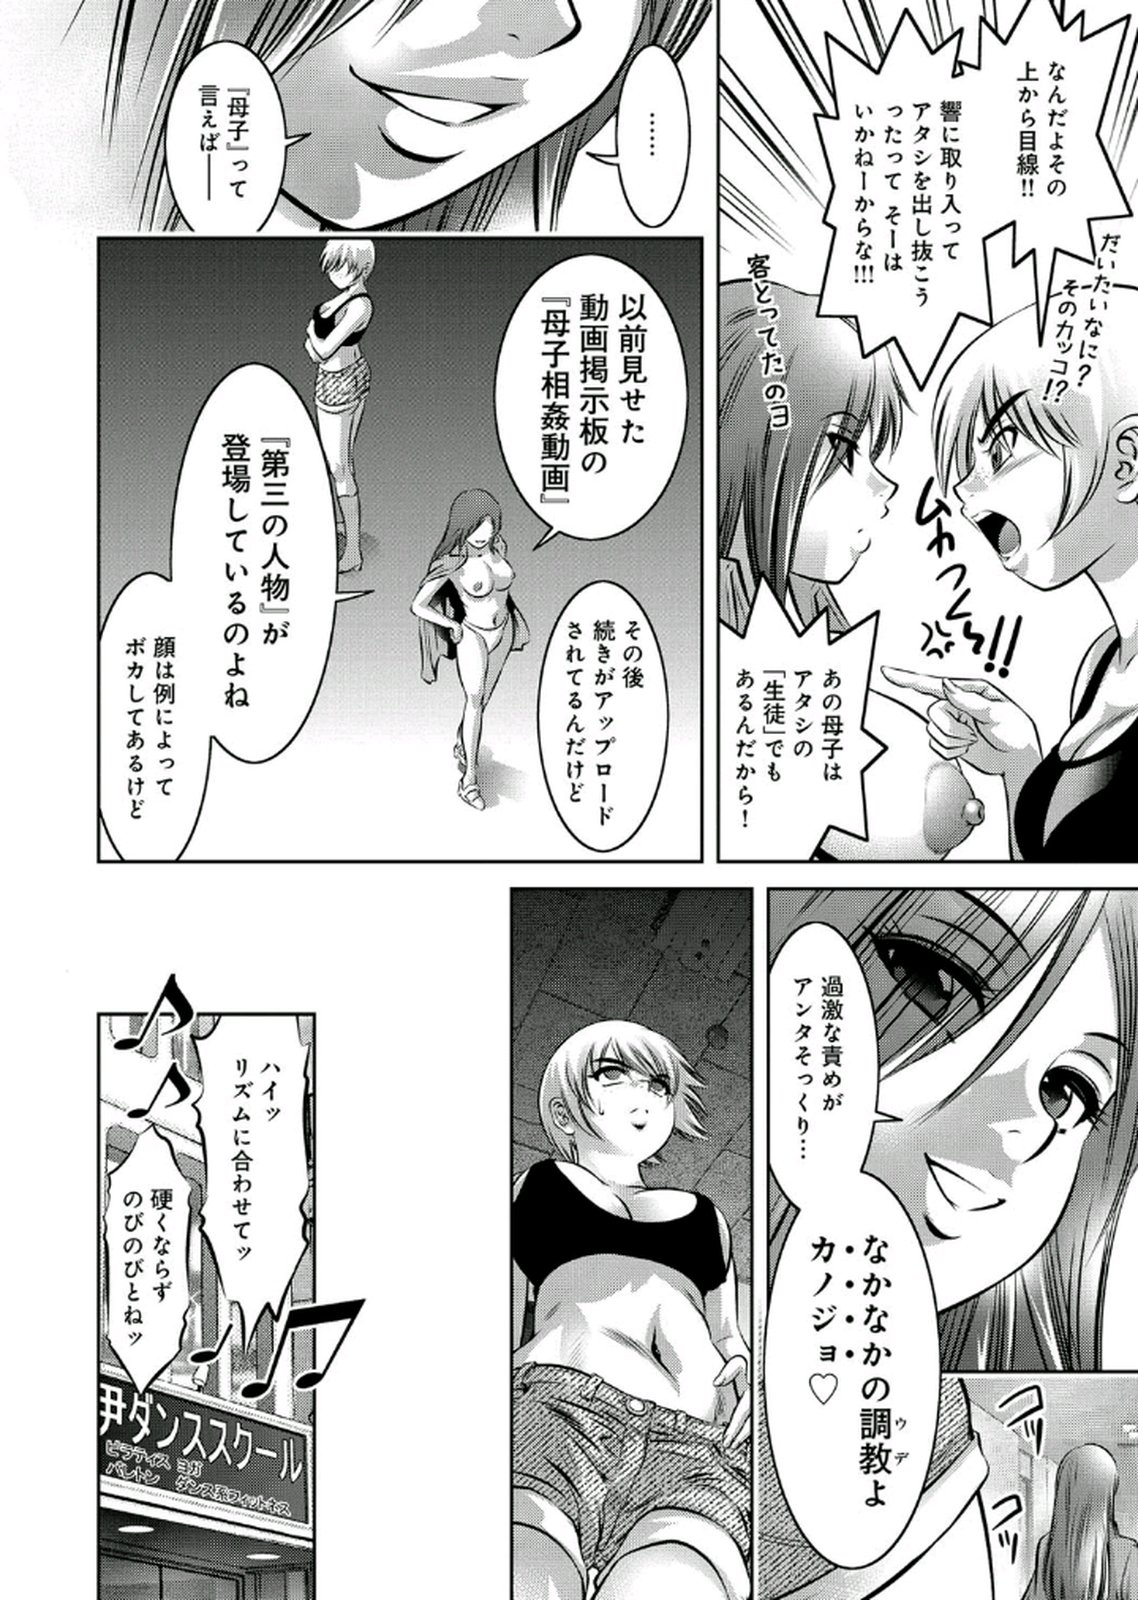 なんだよその
上から目線!!
響に取り入って
アタシを出し抜こう
ったって そーは
いかねーからな!!!
だいたいなに?
そのカッコ!?
客とってたのヨ
ムカつく!!
あの母子は
アタシの
「生徒」でも
あるんだから!
……
『母子』って
言えば──
以前見せた
動画掲示板の
『母子相姦動画』
その後
続きがアップロード
されてるんだけど
『第三の人物』が
登場しているのよね
顔は例によって
ボカしてあるけど
過激な責めが
アンタそっくり…
なかなかの調教よ
ウデ
カノジョ♡
ハイッ
リズムに合わせてッ
硬くならず
のびのびとねッ
尹ダンススクール
ピラティス ヨガ
バレトン ダンス系フィットネス